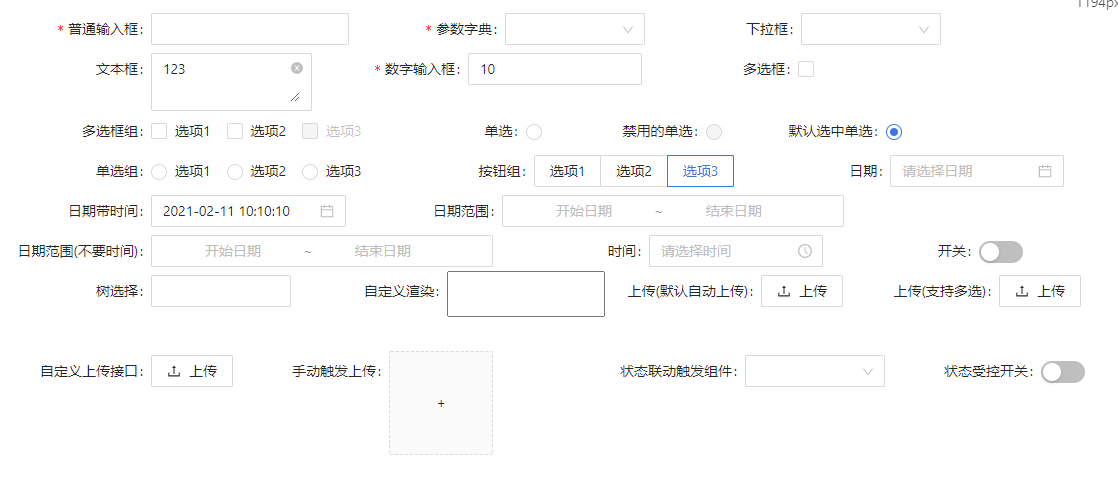 1194px
* 普通输入框: * 参数字典: 下拉框:
文本框: 123 * 数字输入框: 10 多选框:
多选框组: 选项1 选项2 选项3 单选: 禁用的单选: 默认选中单选:
单选组: 选项1 选项2 选项3 按钮组: 选项1 选项2 选项3 日期: 请选择日期
日期带时间: 2021-02-11 10:10:10 日期范围: 开始日期 ~ 结束日期
日期范围(不要时间): 开始日期 ~ 结束日期 时间: 请选择时间 开关:
树选择: 自定义渲染: 上传(默认自动上传): 上传 上传(支持多选): 上传
自定义上传接口: 上传 手动触发上传: + 状态联动触发组件: 状态受控开关: